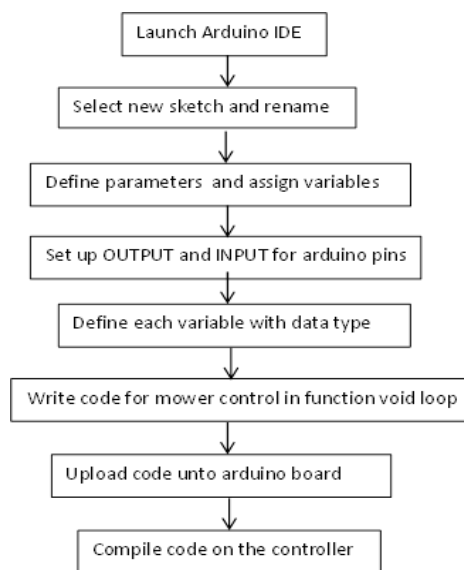 Launch Arduino IDE
Select new sketch and rename
Define parameters and assign variables
Set up OUTPUT and INPUT for arduino pins
Define each variable with data type
Write code for mower control in function void loop
Upload code unto arduino board
Compile code on the controller